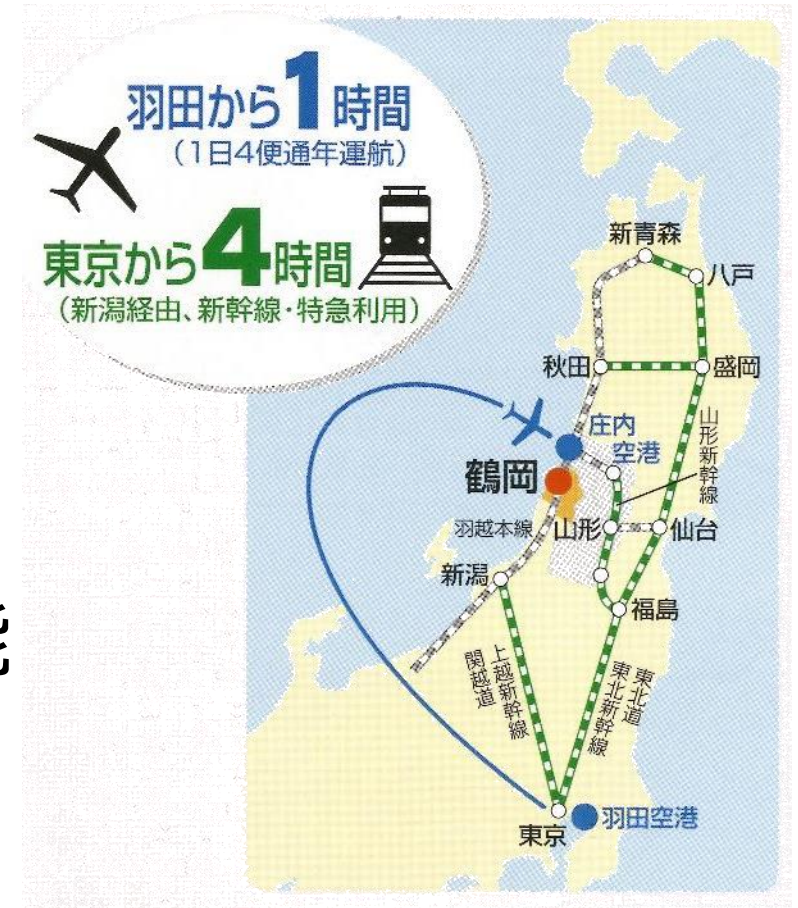 羽田から1時間
（1日4便通年運航）
東京から4時間
（新潟経由、新幹線・特急利用）
新青森
八戸
秋田
盛岡
庄内
空港
山形新幹線
鶴岡
羽越本線
山形
仙台
新潟
福島
上越新幹線
関越道
東北道
東北新幹線
東京
羽田空港